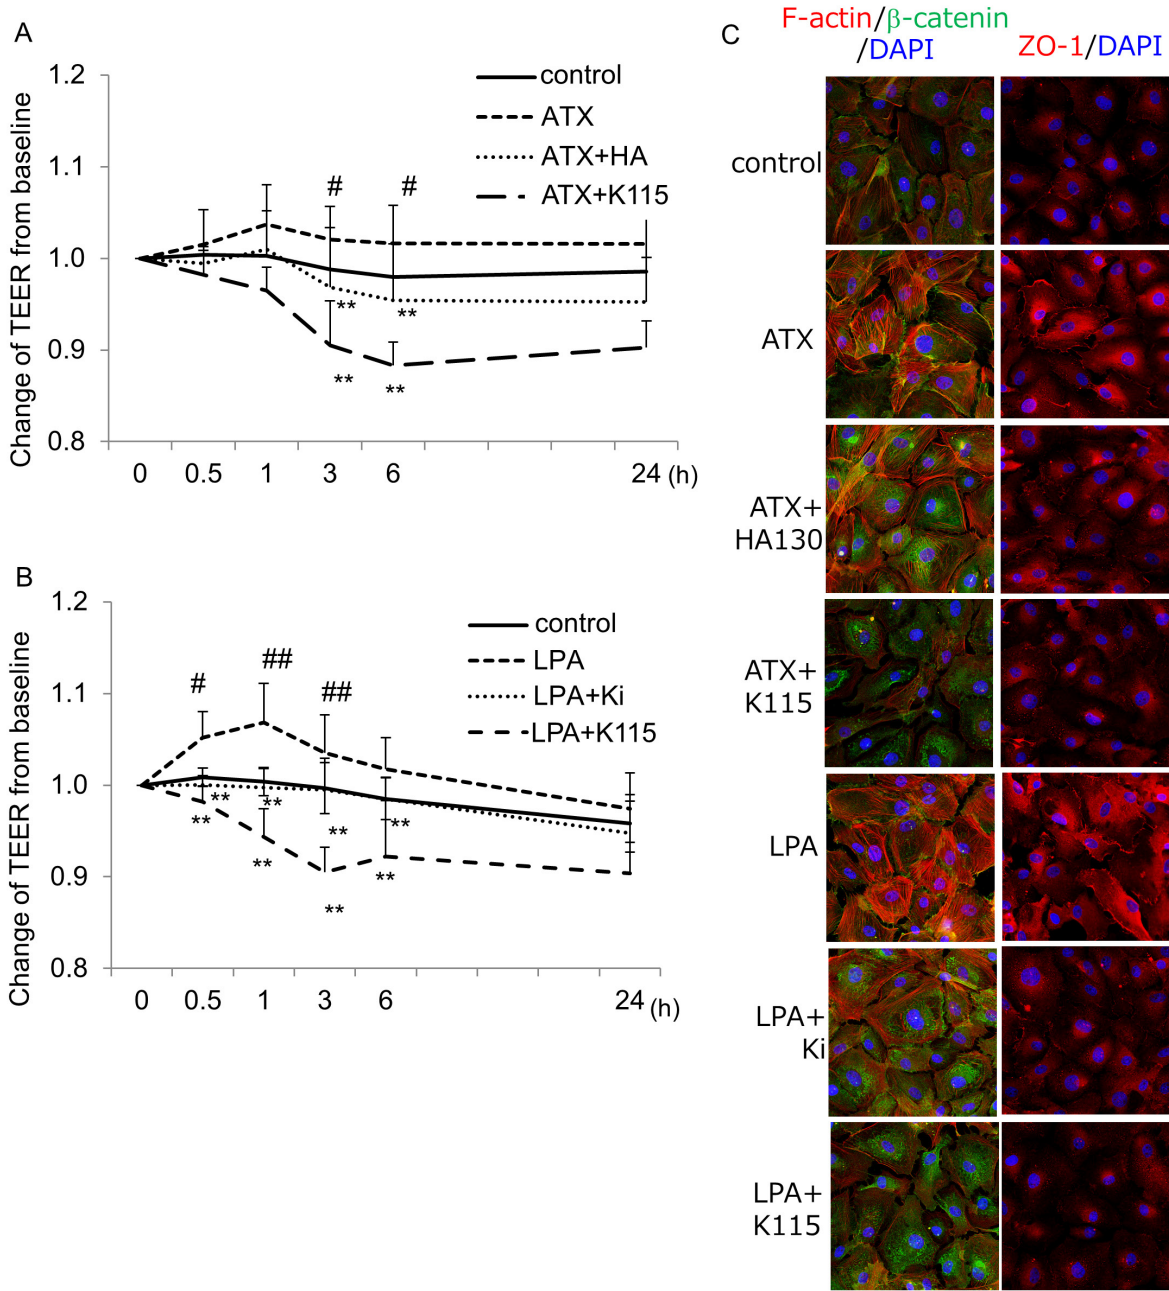 A
1.2
1.1
1.0
0.9
0.8
Change of TEER from baseline
control
ATX
ATX+HA
ATX+K115
# #
** **
** **
0 0.5 1 3 6 24 (h)
B
1.2
1.1
1.0
0.9
0.8
Change of TEER from baseline
control
LPA
LPA+Ki
LPA+K115
# ## ##
** ** ** **
** ** ** **
0 0.5 1 3 6 24 (h)
C
F-actin/β-catenin
/DAPI
ZO-1/DAPI
control
ATX
ATX+
HA130
ATX+
K115
LPA
LPA+
Ki
LPA+
K115